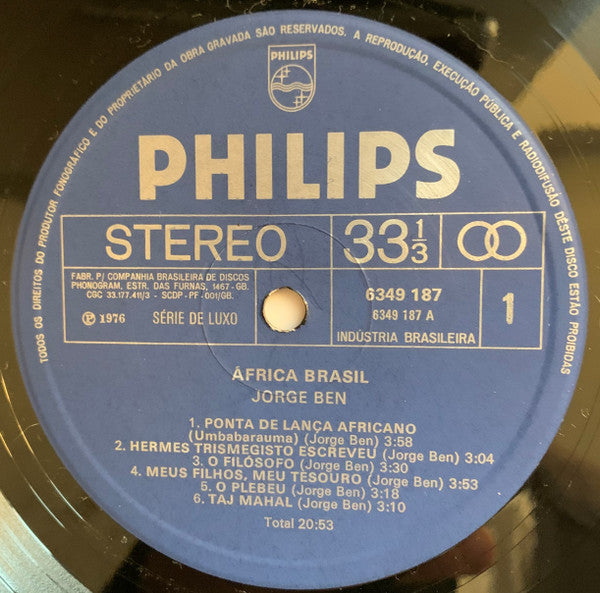 TODOS OS DIREITOS DO PRODUTOR FONOGRÁFICO E DO PROPRIETÁRIO DA OBRA GRAVADA SÃO RESERVADOS. A REPRODUÇÃO, EXECUÇÃO PÚBLICA E RADIODIFUSÃO DÊSTE DISCO ESTÃO PROIBIDAS
PHILIPS
PHILIPS
STEREO 33 1/3
FABR. P/ COMPANHIA BRASILEIRA DE DISCOS
PHONOGRAM, ESTR. DAS FURNAS, 1467-GB.
CGC 33.177.411/3 - SCDP-PF-001/GB.
℗ 1976 SÉRIE DE LUXO
6349 187
6349 187 A
INDÚSTRIA BRASILEIRA
1
ÁFRICA BRASIL
JORGE BEN
1. PONTA DE LANÇA AFRICANO
(Umbabarauma) (Jorge Ben) 3:58
2. HERMES TRISMEGISTO ESCREVEU (Jorge Ben) 3:04
3. O FILÓSOFO (Jorge Ben) 3:30
4. MEUS FILHOS, MEU TESOURO (Jorge Ben) 3:53
5. O PLEBEU (Jorge Ben) 3:18
6. TAJ MAHAL (Jorge Ben) 3:10
Total 20:53